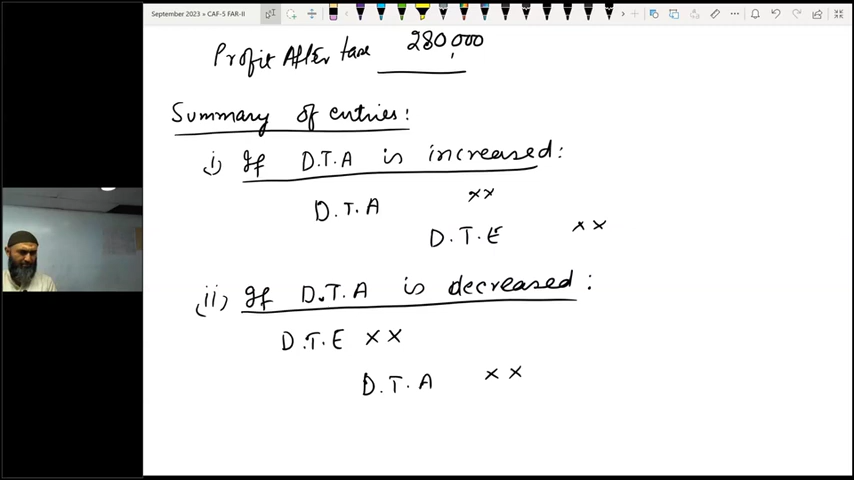 September 2023 • CAF-5 FAR-II
Profit After taxe 280,000
Summary of entries:
i) If D.T.A is increased:
D.T.A xx
D.T.E xx
ii) If D.T.A is decreased:
D.T.E xx
D.T.A xx